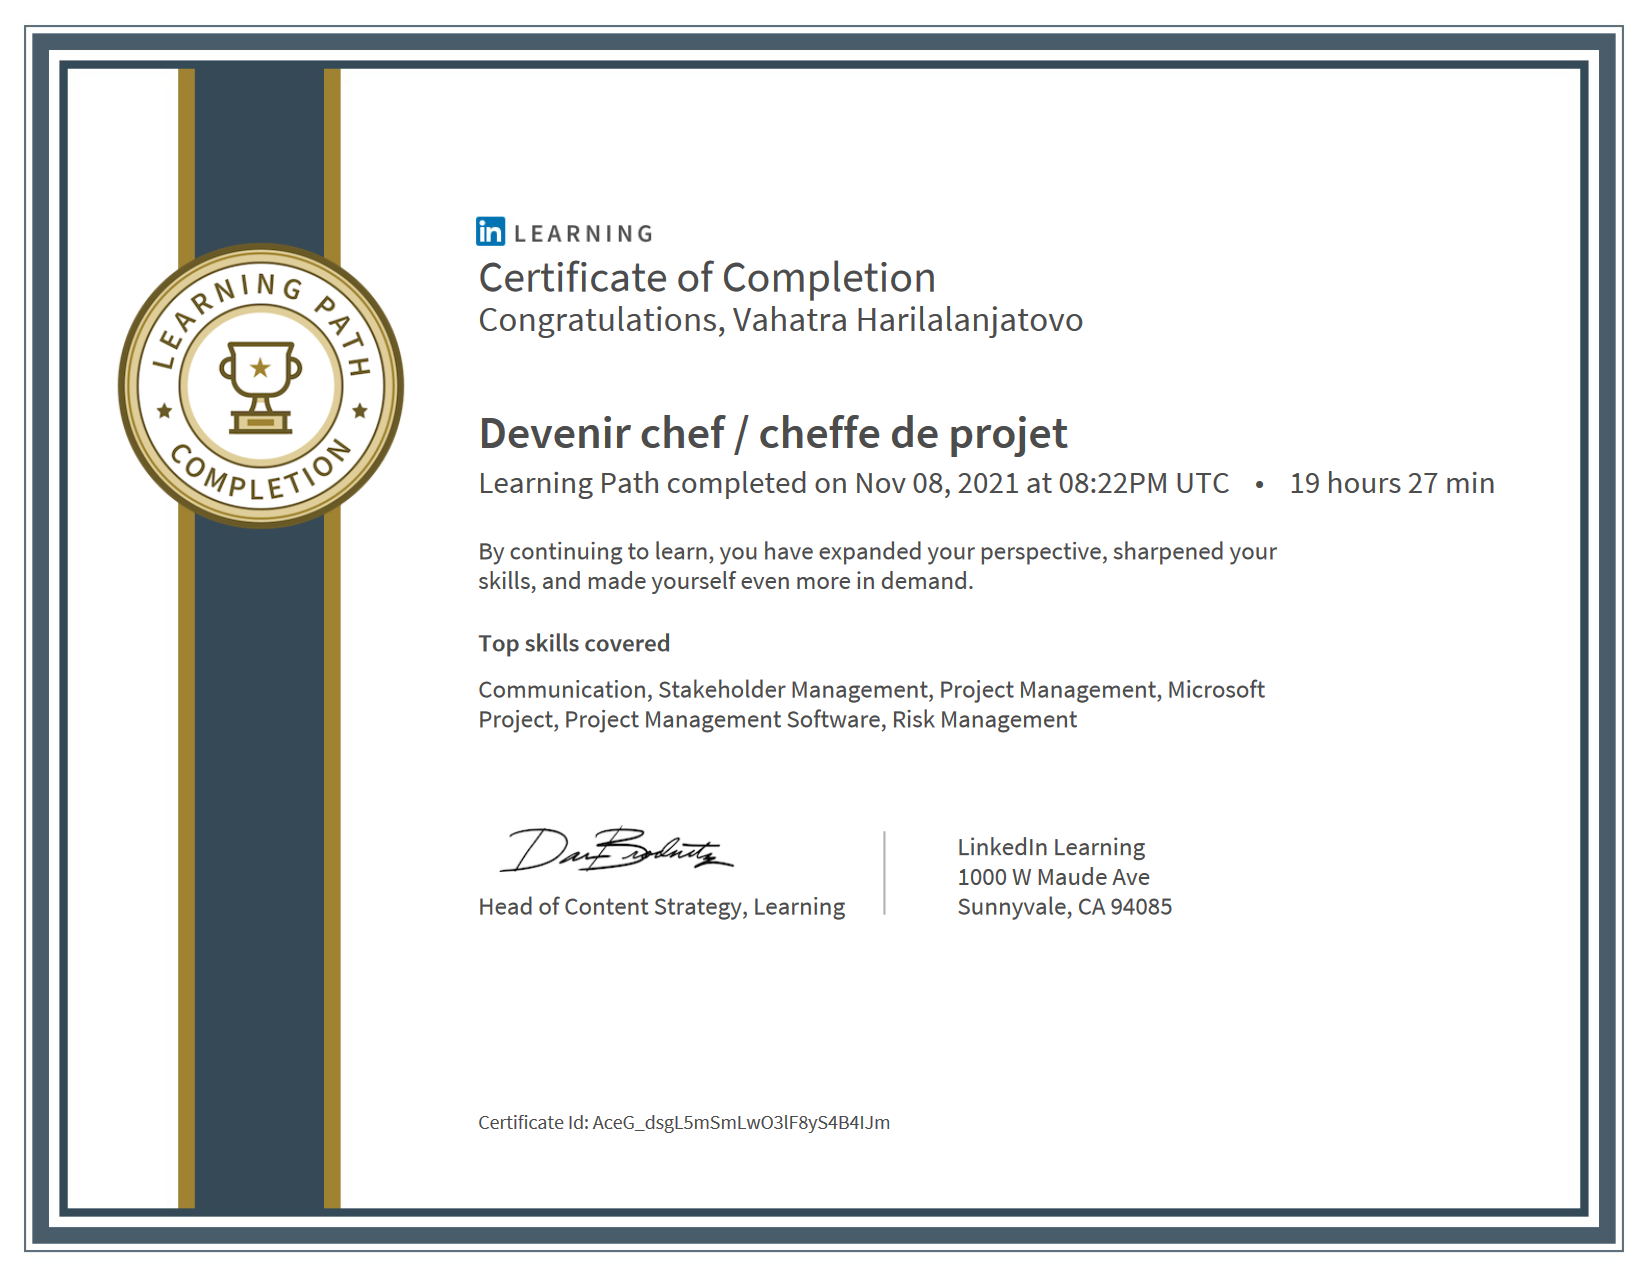 LEARNING PATH
COMPLETION
in LEARNING
Certificate of Completion
Congratulations, Vahatra Harilalanjatovo
Devenir chef / cheffe de projet
Learning Path completed on Nov 08, 2021 at 08:22PM UTC • 19 hours 27 min
By continuing to learn, you have expanded your perspective, sharpened your
skills, and made yourself even more in demand.
Top skills covered
Communication, Stakeholder Management, Project Management, Microsoft
Project, Project Management Software, Risk Management
Dan Brodnitz
Head of Content Strategy, Learning
LinkedIn Learning
1000 W Maude Ave
Sunnyvale, CA 94085
Certificate Id: AceG_dsgL5mSmLwO3lF8yS4B4IJm